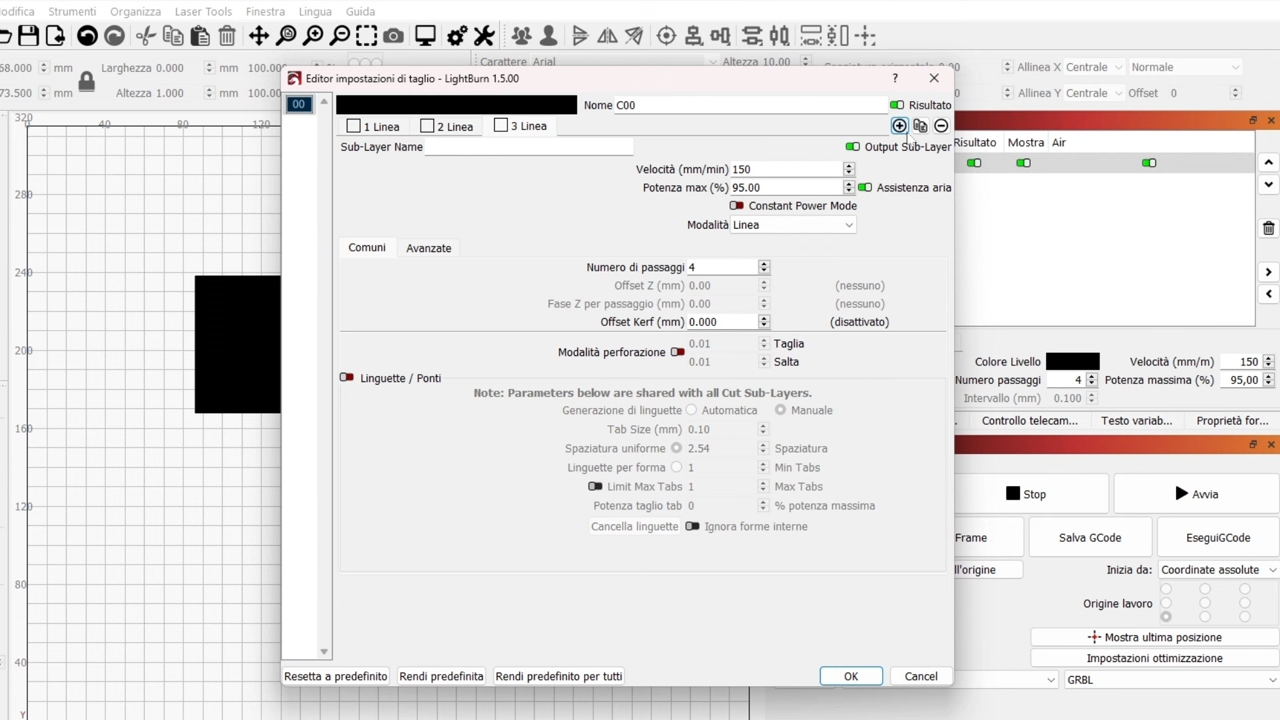 odifica Strumenti Organizza Laser Tools Finestra Lingua Guida
68.000 mm Larghezza 0.000 mm 100.000 Carattere Arial Altezza 10.00 Allinea X Centrale Normale
73.500 mm Altezza 1.000 mm 100.000 Allinea Y Centrale Offset 0
Editor impostazioni di taglio - LightBurn 1.5.00 ?
00 Nome C00 Risultato
1 Linea 2 Linea 3 Linea
Sub-Layer Name Output Sub-Layer
Velocità (mm/min) 150
Potenza max (%) 95.00 Assistenza aria
Constant Power Mode
Modalità Linea
Comuni Avanzate
Numero di passaggi 4
Offset Z (mm) 0.00 (nessuno)
Fase Z per passaggio (mm) 0.00 (nessuno)
Offset Kerf (mm) 0.000 (disattivato)
Modalità perforazione 0.01 Taglia
0.01 Salta
Linguette / Ponti
Note: Parameters below are shared with all Cut Sub-Layers.
Generazione di linguette Automatica Manuale
Tab Size (mm) 0.10
Spaziatura uniforme 2.54 Spaziatura
Linguette per forma 1 Min Tabs
Limit Max Tabs 1 Max Tabs
Potenza taglio tab 0 % potenza massima
Cancella linguette Ignora forme interne
Resetta a predefinito Rendi predefinita Rendi predefinito per tutti OK Cancel
320
0 40 80 120
280
240
200
160
120
80
40
Y
Risultato Mostra Air
Colore Livello Velocità (mm/m) 150
Numero passaggi 4 Potenza massima (%) 95,00
Intervallo (mm) 0.100
Controllo telecam... Testo variab... Proprietà for...
Stop Avvia
Frame Salva GCode EseguiGCode
ll'origine Inizia da: Coordinate assolute
Origine lavoro
Mostra ultima posizione
Impostazioni ottimizzazione
GRBL